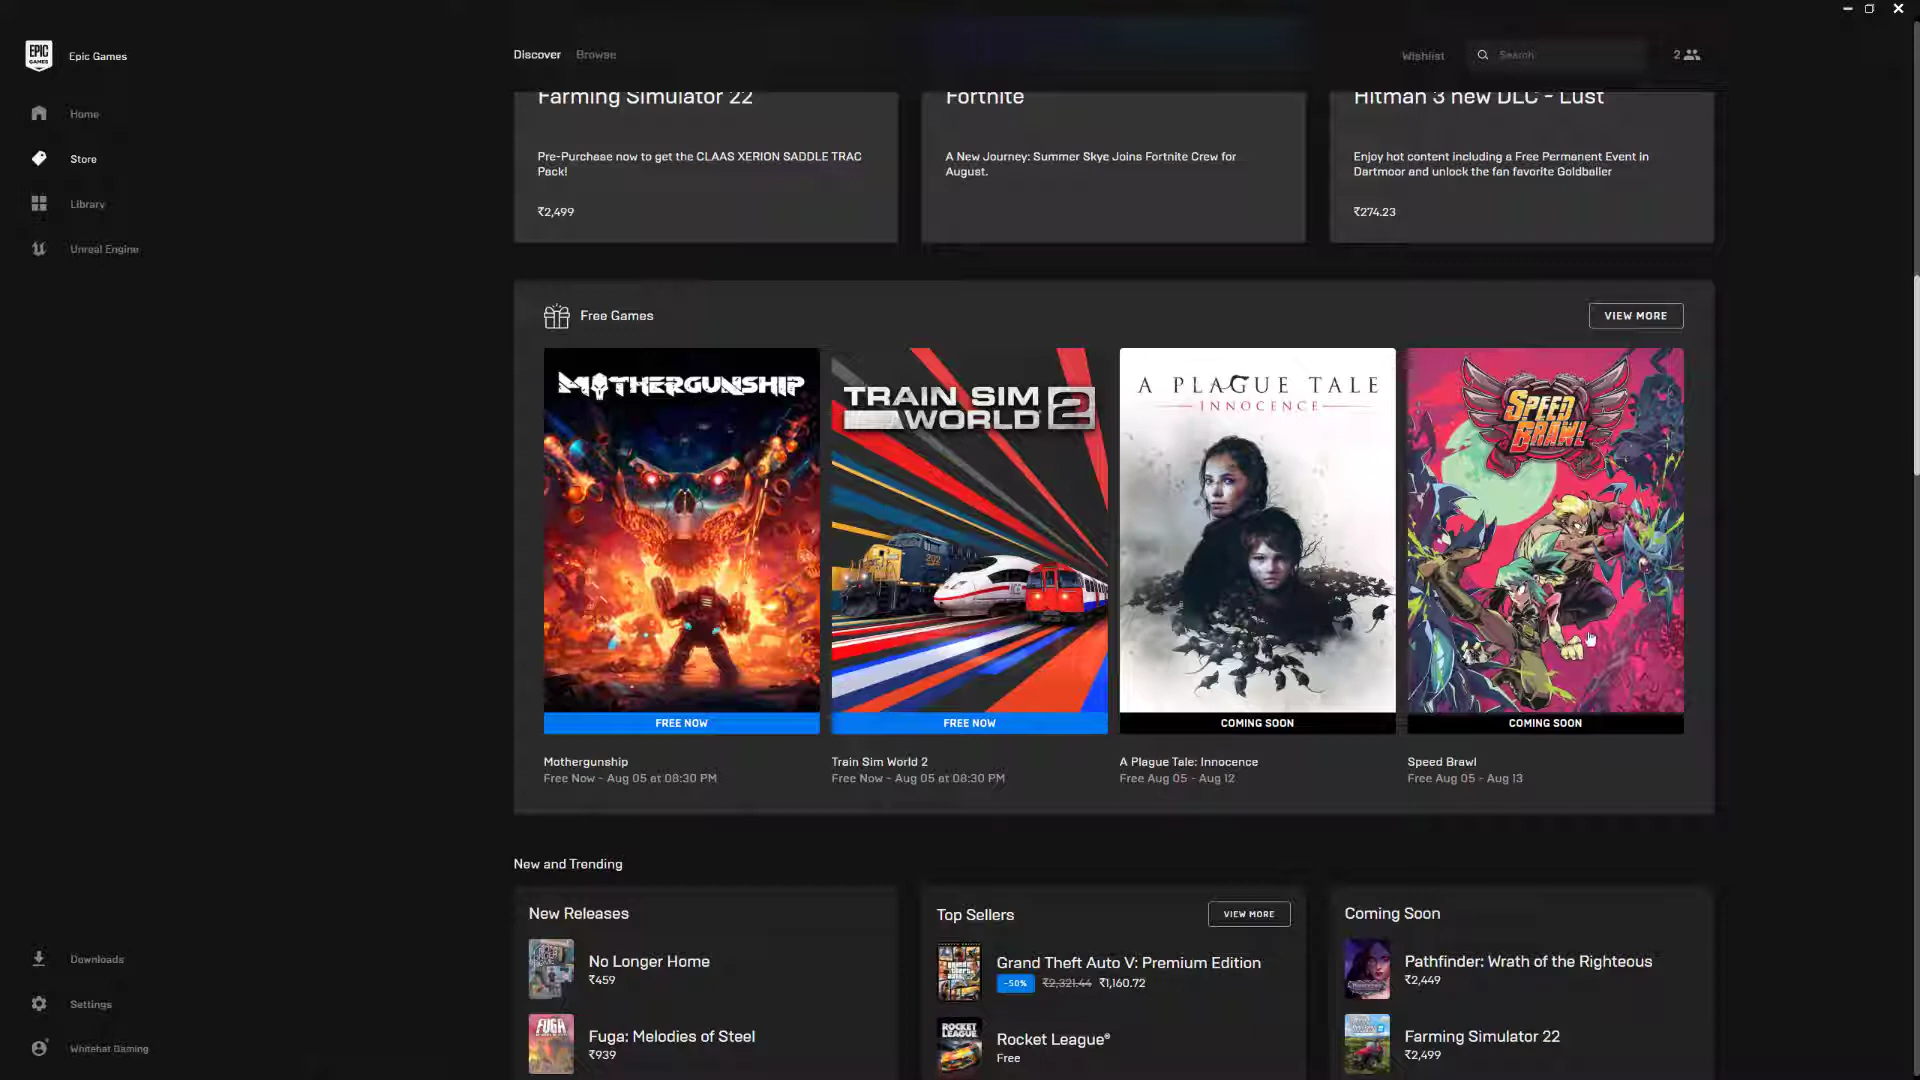 EPIC
GAMES
Epic Games
Discover
Browse
Wishlist
Search
2
Home
Store
Library
Unreal Engine
Farming Simulator 22
Pre-Purchase now to get the CLAAS XERION SADDLE TRAC
Pack!
₹2,499
Fortnite
A New Journey: Summer Skye Joins Fortnite Crew for
August.
Hitman 3 new DLC - Lust
Enjoy hot content including a Free Permanent Event in
Dartmoor and unlock the fan favorite Goldballer
₹274.23
Free Games
VIEW MORE
MOTHERGUNSHIP
FREE NOW
Mothergunship
Free Now - Aug 05 at 08:30 PM
TRAIN SIM
WORLD 2
FREE NOW
Train Sim World 2
Free Now - Aug 05 at 08:30 PM
A PLAGUE TALE
INNOCENCE
COMING SOON
A Plague Tale: Innocence
Free Aug 05 - Aug 12
SPEED
BRAWL
COMING SOON
Speed Brawl
Free Aug 05 - Aug 13
New and Trending
New Releases
No Longer Home
₹459
FUGA
Fuga: Melodies of Steel
₹939
Top Sellers
VIEW MORE
Grand Theft Auto V: Premium Edition
-50% ₹2,321.44 ₹1,160.72
ROCKET
LEAGUE
Rocket League®
Free
Coming Soon
Pathfinder: Wrath of the Righteous
₹2,449
Farming Simulator 22
₹2,499
Downloads
Settings
Whitehat Gaming